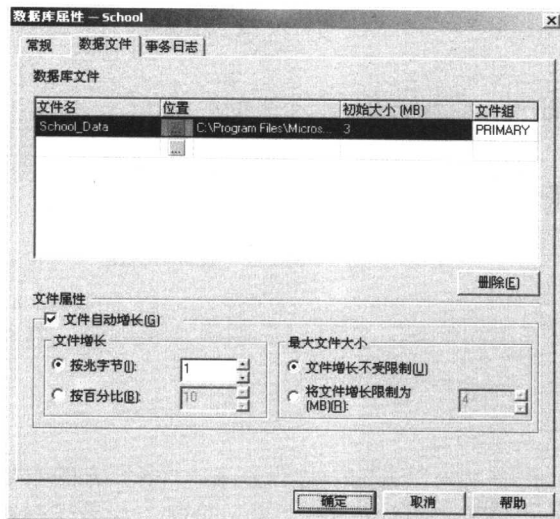 数据库属性 — School
常规 数据文件 事务日志
数据库文件
文件名 位置 初始大小 (MB) 文件组
School_Data ... C:\Program Files\Micros... 3 PRIMARY
...
删除(E)
文件属性
文件自动增长(G)
文件增长
按兆字节(I): 1
按百分比(B): 10
最大文件大小
文件增长不受限制(U)
将文件增长限制为
(MB)(R): 4
确定 取消 帮助